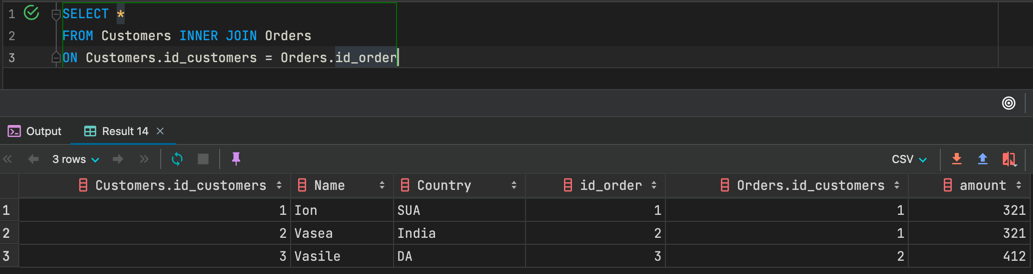 1 SELECT *
2 FROM Customers INNER JOIN Orders
3 ON Customers.id_customers = Orders.id_order
Output Result 14 ×
3 rows CSV
Customers.id_customers Name Country id_order Orders.id_customers amount
1 1 Ion SUA 1 1 321
2 2 Vasea India 2 1 321
3 3 Vasile DA 3 2 412